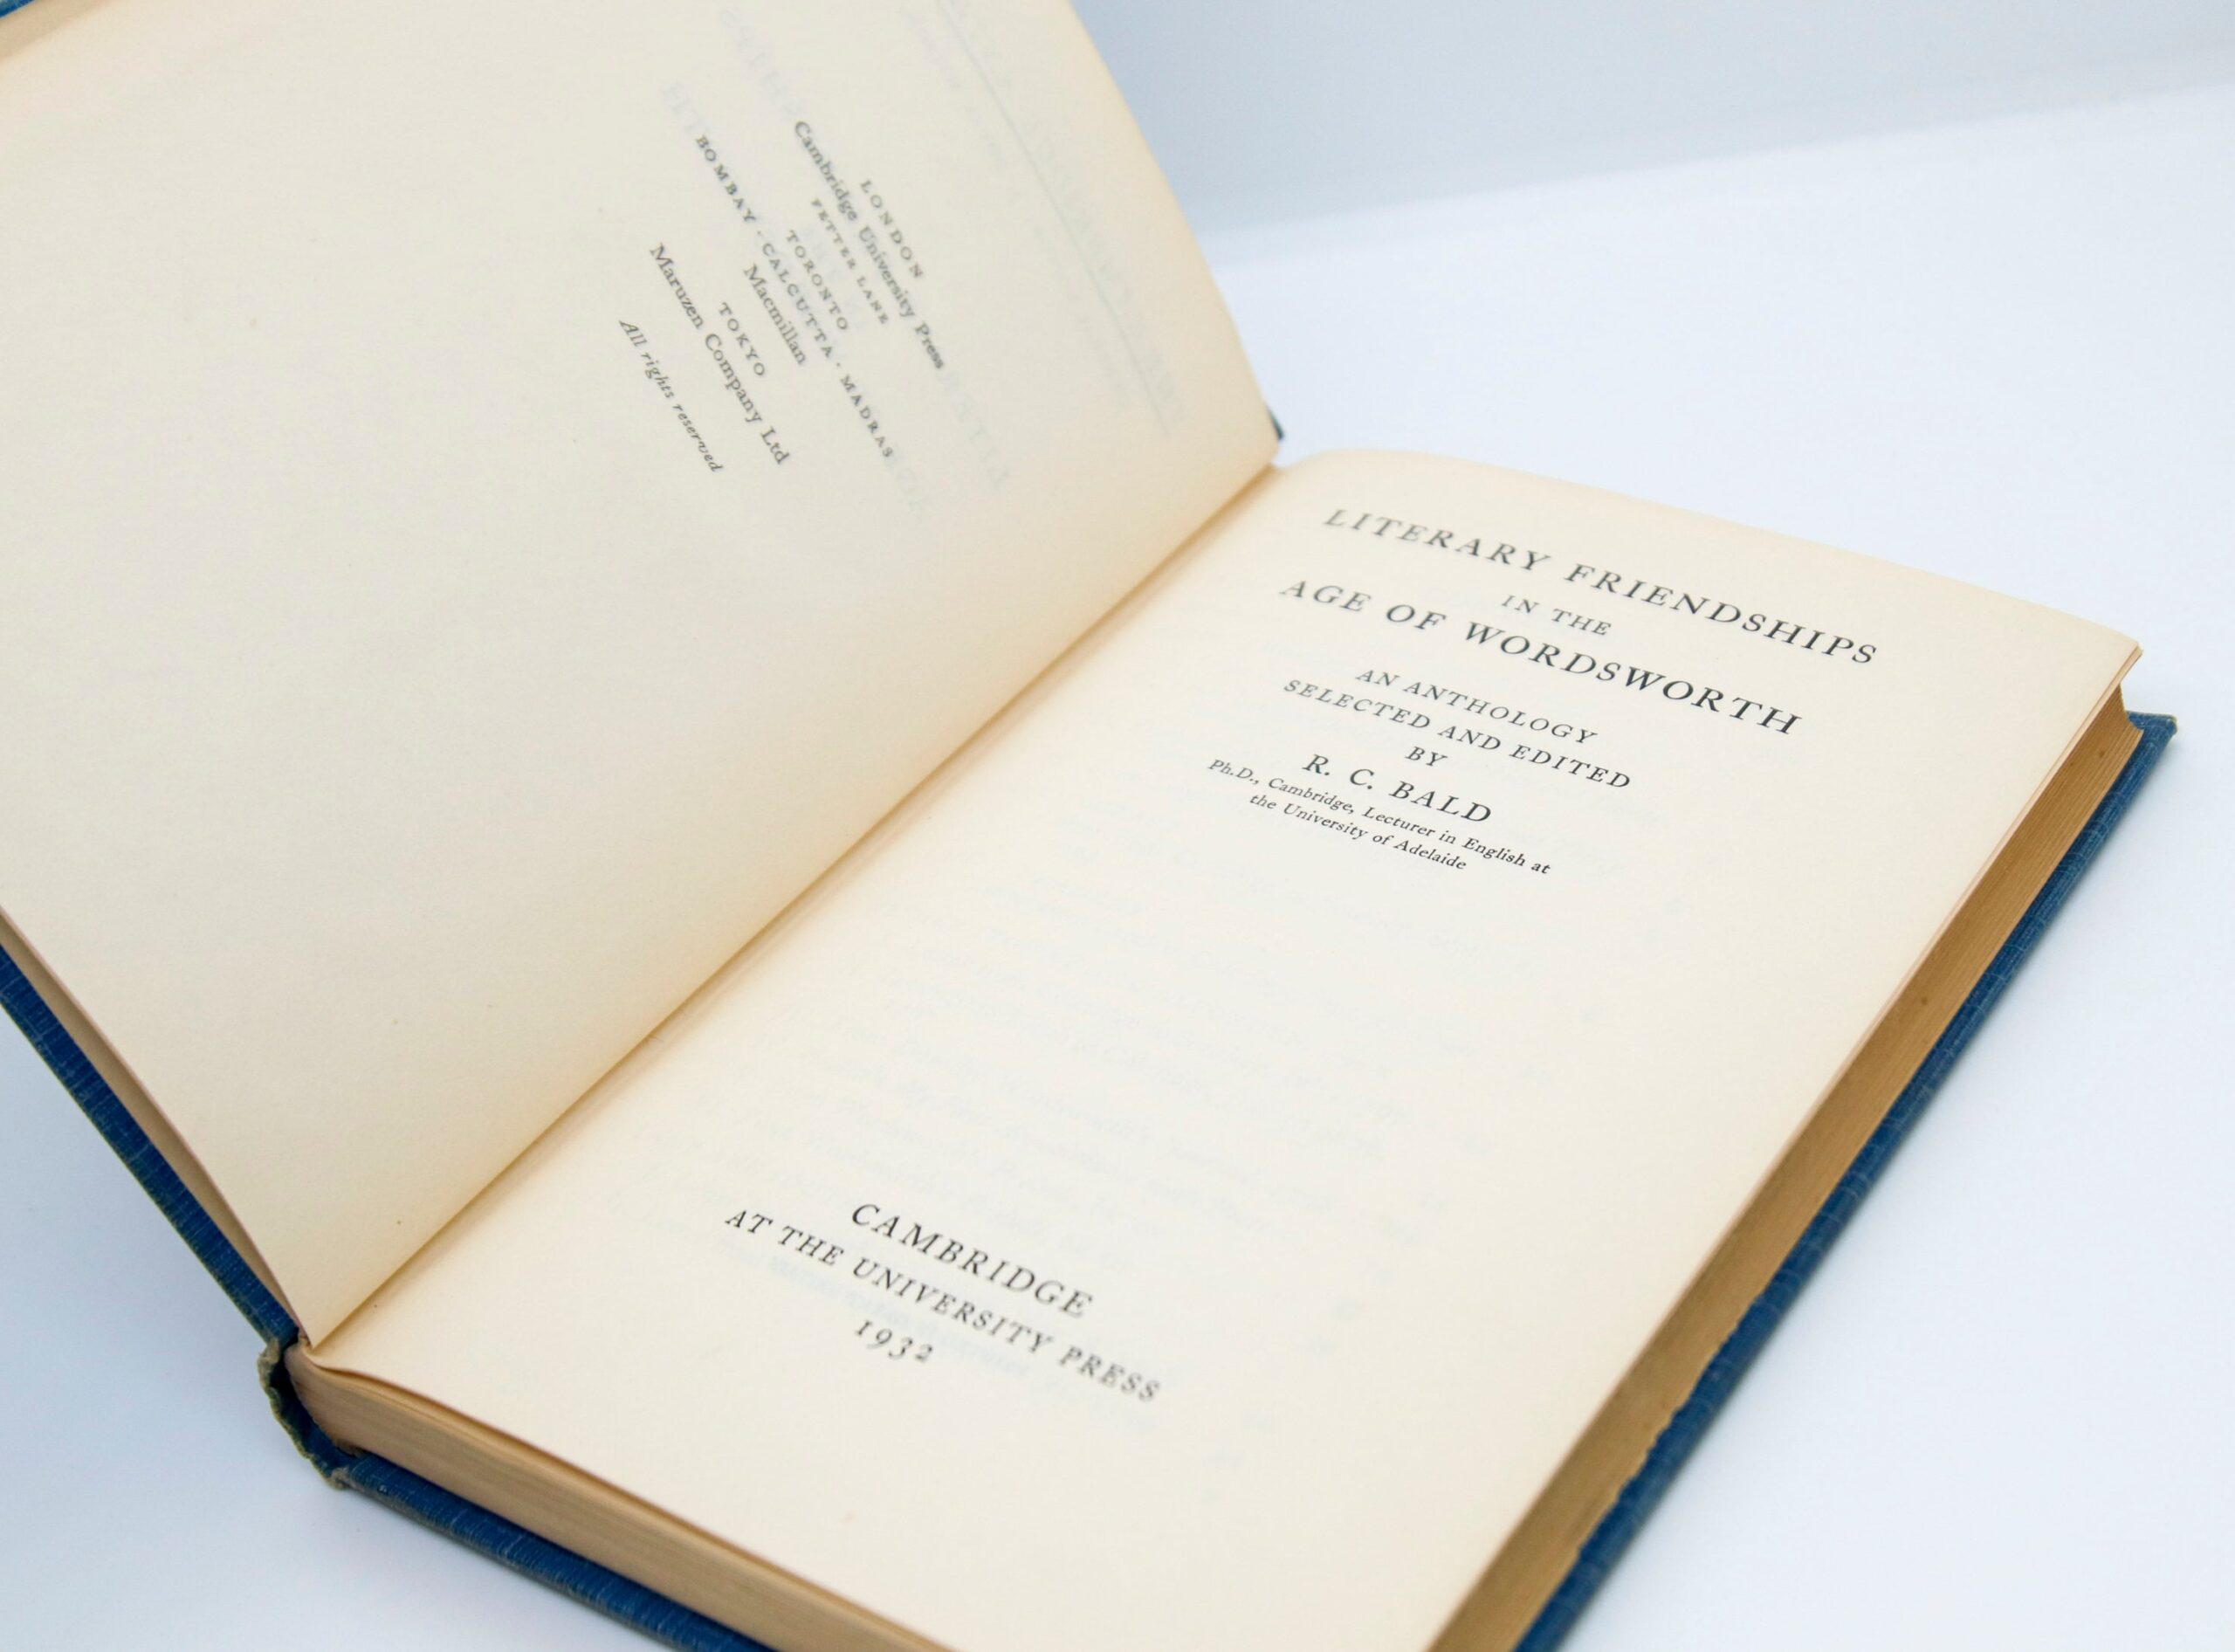 LONDON
Cambridge University Press
FETTER LANE
TORONTO
BOMBAY · CALCUTTA · MADRAS
Macmillan
TOKYO
Maruzen Company Ltd
All rights reserved
LITERARY FRIENDSHIPS
IN THE
AGE OF WORDSWORTH
AN ANTHOLOGY
SELECTED AND EDITED
BY
R. C. BALD
Ph.D., Cambridge, Lecturer in English at
the University of Adelaide
CAMBRIDGE
AT THE UNIVERSITY PRESS
1932